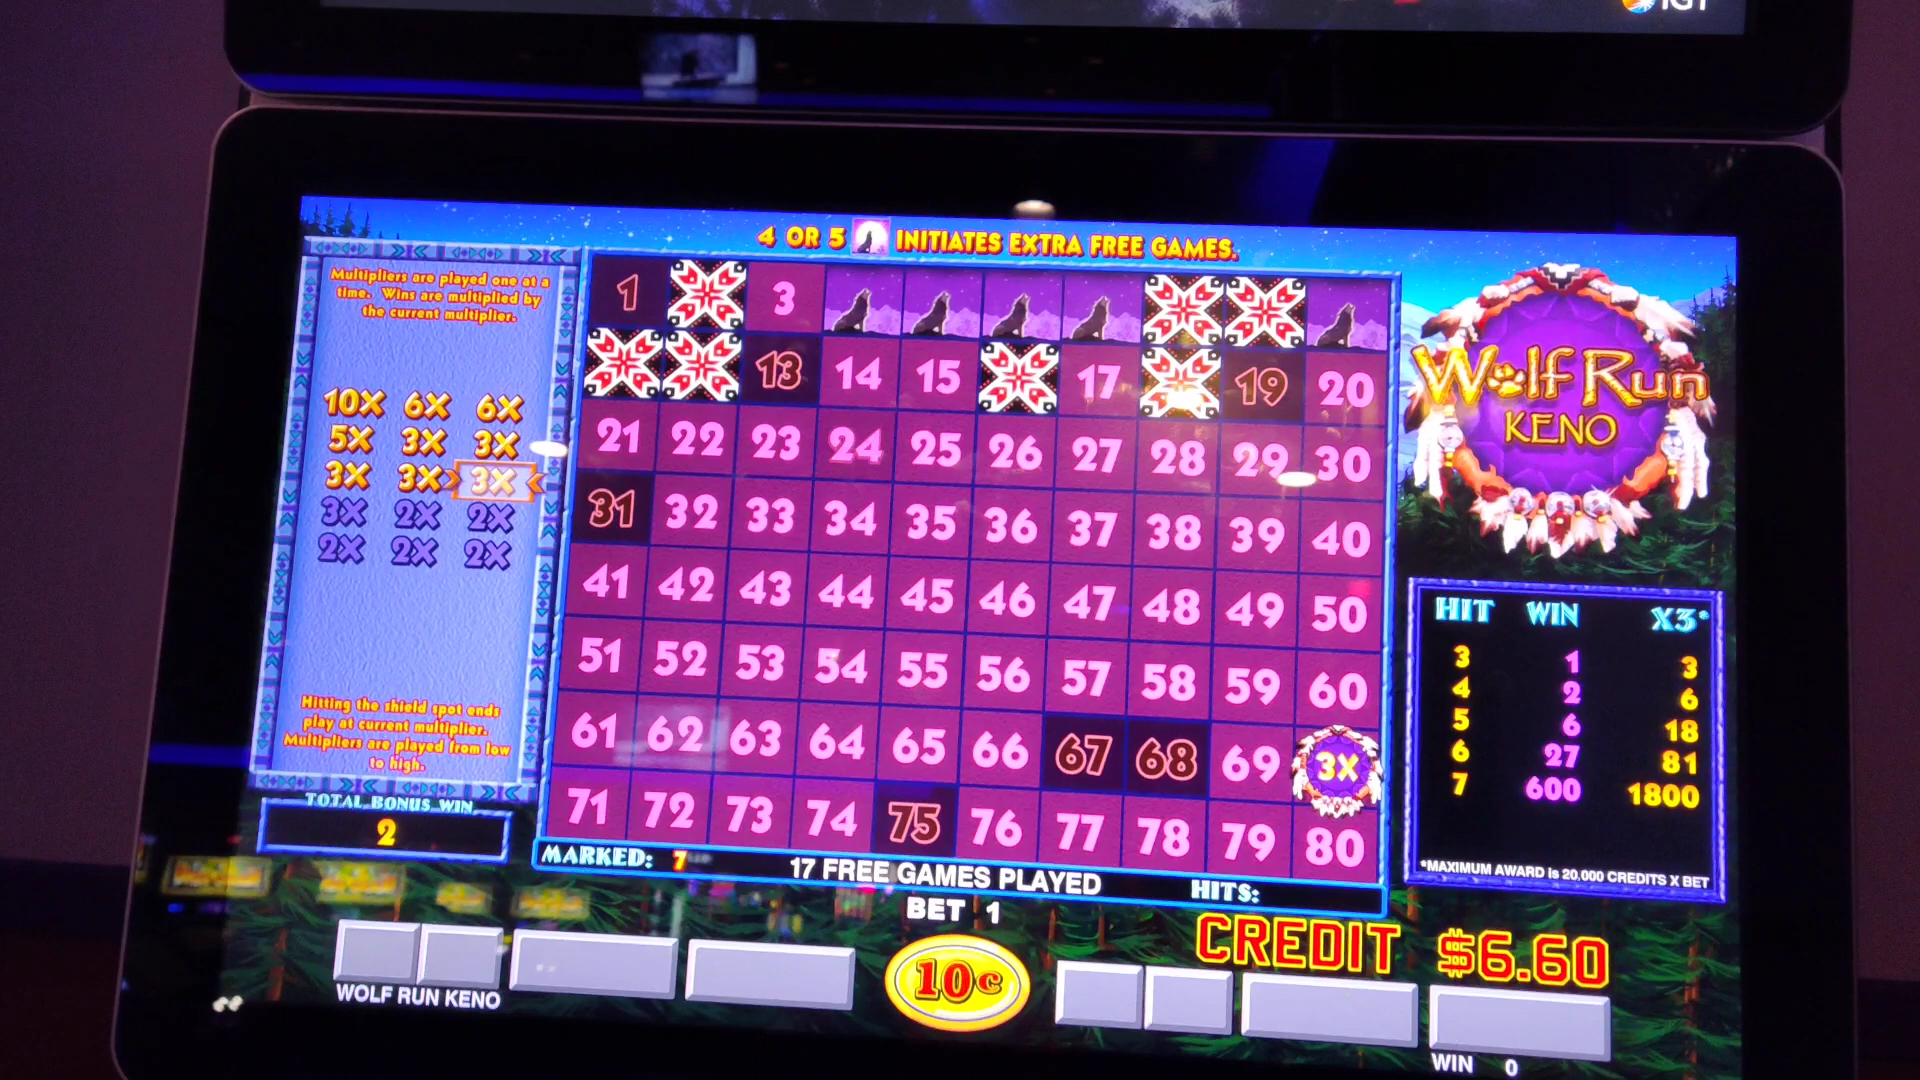 IGT
4 OR 5 INITIATES EXTRA FREE GAMES.
Multipliers are played one at a
time. Wins are multiplied by
the current multiplier.
10X 6X 6X
5X 3X 3X
3X 3X 3X
3X 2X 2X
2X 2X 2X
Hitting the shield spot ends
play at current multiplier.
Multipliers are played from low
to high.
TOTAL BONUS WIN
2
1 3
13 14 15 17 19 20
21 22 23 24 25 26 27 28 29 30
31 32 33 34 35 36 37 38 39 40
41 42 43 44 45 46 47 48 49 50
51 52 53 54 55 56 57 58 59 60
61 62 63 64 65 66 67 68 69 3X
71 72 73 74 75 76 77 78 79 80
MARKED: 7
17 FREE GAMES PLAYED
HITS:
Wolf Run
KENO
HIT WIN X3*
3 1 3
4 2 6
5 6 18
6 27 81
7 600 1800
*MAXIMUM AWARD is 20,000 CREDITS X BET
BET 1
CREDIT $6.60
10¢
WOLF RUN KENO
WIN 0